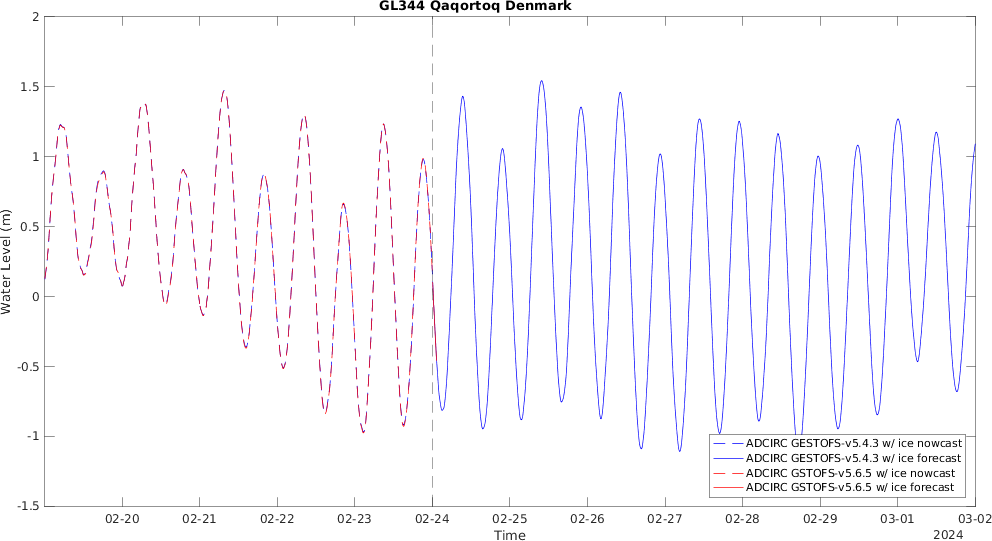 GL344 Qaqortoq Denmark
2
1.5
1
0.5
0
-0.5
-1
-1.5
Water Level (m)
02-20 02-21 02-22 02-23 02-24 02-25 02-26 02-27 02-28 02-29 03-01 03-02
Time
2024
ADCIRC GESTOFS-v5.4.3 w/ ice nowcast
ADCIRC GESTOFS-v5.4.3 w/ ice forecast
ADCIRC GSTOFS-v5.6.5 w/ ice nowcast
ADCIRC GSTOFS-v5.6.5 w/ ice forecast